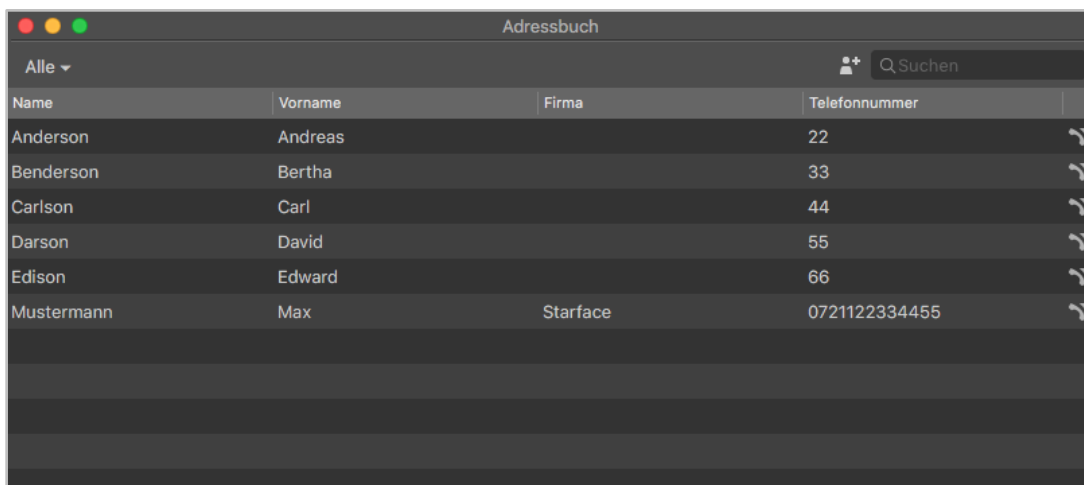 Adressbuch
Alle Suchen
Name Vorname Firma Telefonnummer
Anderson Andreas 22
Benderson Bertha 33
Carlson Carl 44
Darson David 55
Edison Edward 66
Mustermann Max Starface 0721122334455